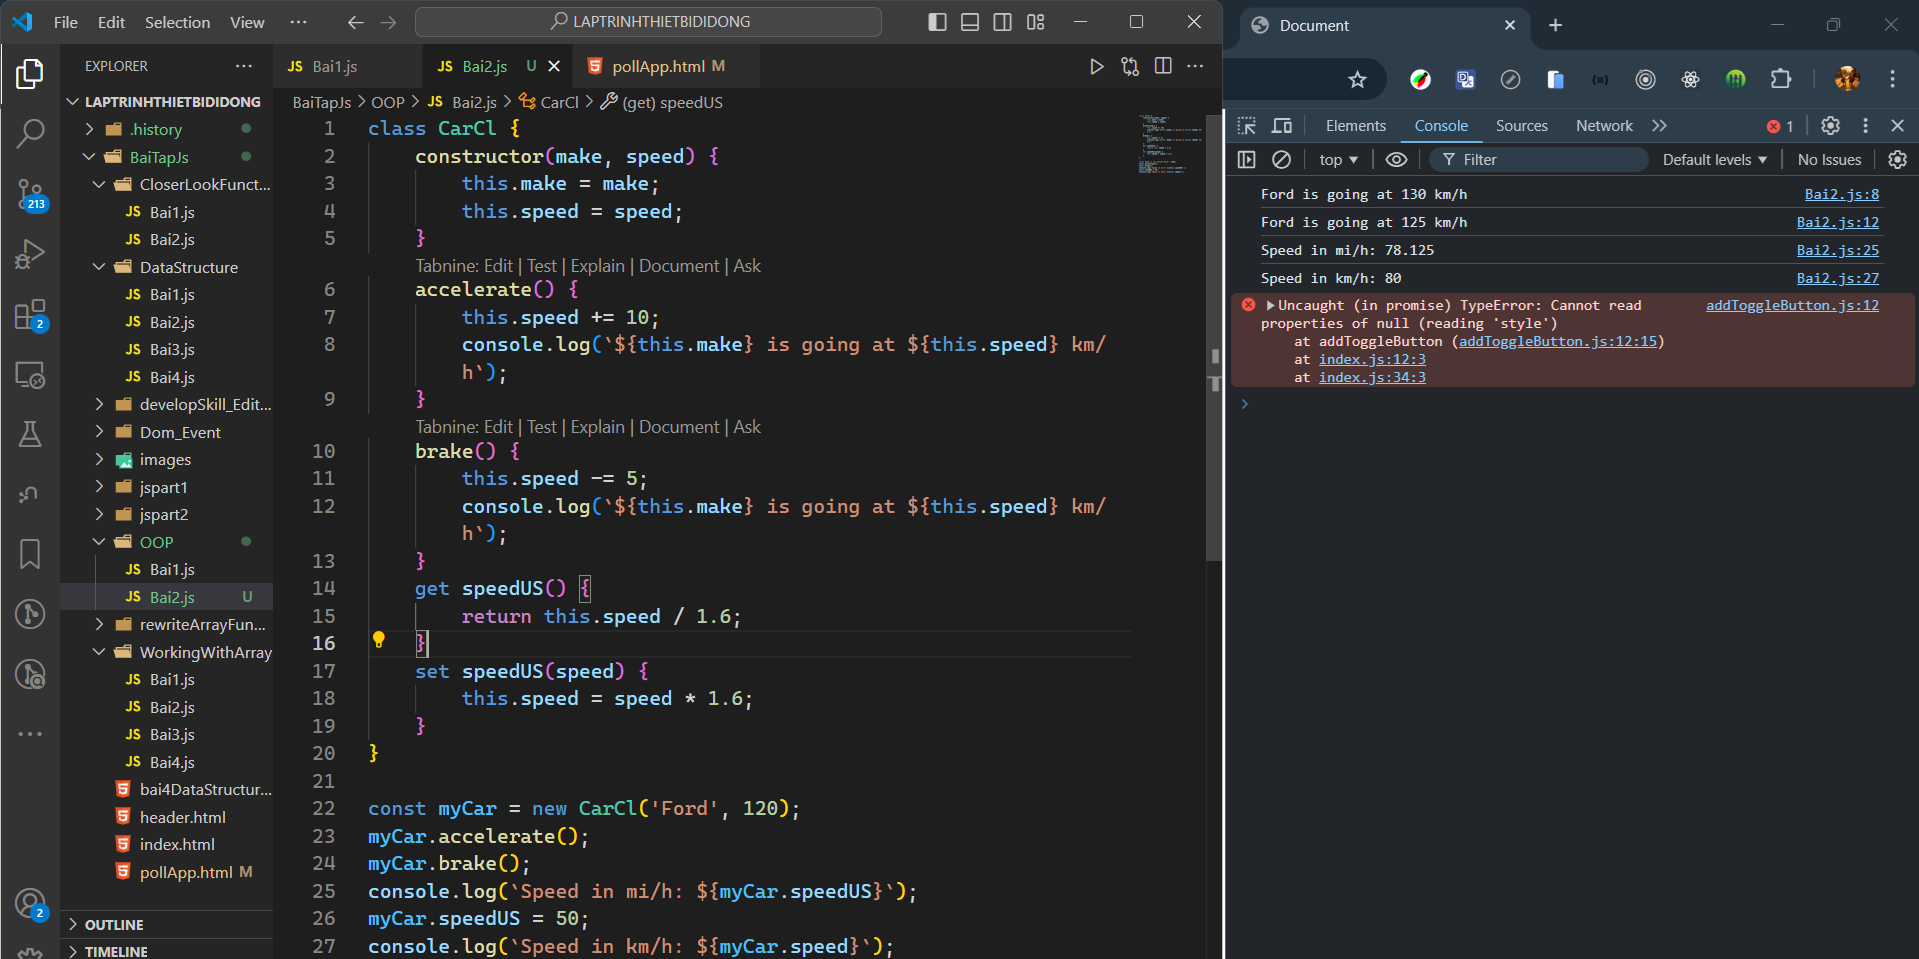 File Edit Selection View ··· LAPTRINHTHIETBIDIDONG
EXPLORER ···
LAPTRINHTHIETBIDIDONG
.history
BaiTapJs
CloserLookFunct...
JS Bai1.js
JS Bai2.js
DataStructure
JS Bai1.js
JS Bai2.js
JS Bai3.js
JS Bai4.js
developSkill_Edit...
Dom_Event
images
jspart1
jspart2
OOP
JS Bai1.js
JS Bai2.js U
rewriteArrayFun...
WorkingWithArray
JS Bai1.js
JS Bai2.js
JS Bai3.js
JS Bai4.js
bai4DataStructur...
header.html
index.html
pollApp.html M
OUTLINE
TIMELINE
213
2
2
JS Bai1.js JS Bai2.js U pollApp.html M
BaiTapJs > OOP > JS Bai2.js > CarCl > (get) speedUS
1 class CarCl {
2 constructor(make, speed) {
3 this.make = make;
4 this.speed = speed;
5 }
Tabnine: Edit | Test | Explain | Document | Ask
6 accelerate() {
7 this.speed += 10;
8 console.log(`${this.make} is going at ${this.speed} km/
h`);
9 }
Tabnine: Edit | Test | Explain | Document | Ask
10 brake() {
11 this.speed -= 5;
12 console.log(`${this.make} is going at ${this.speed} km/
h`);
13 }
14 get speedUS() {
15 return this.speed / 1.6;
16 }
17 set speedUS(speed) {
18 this.speed = speed * 1.6;
19 }
20 }
21
22 const myCar = new CarCl('Ford', 120);
23 myCar.accelerate();
24 myCar.brake();
25 console.log(`Speed in mi/h: ${myCar.speedUS}`);
26 myCar.speedUS = 50;
27 console.log(`Speed in km/h: ${myCar.speed}`);
Document
Elements Console Sources Network 1
top Filter Default levels No Issues
Ford is going at 130 km/h Bai2.js:8
Ford is going at 125 km/h Bai2.js:12
Speed in mi/h: 78.125 Bai2.js:25
Speed in km/h: 80 Bai2.js:27
Uncaught (in promise) TypeError: Cannot read addToggleButton.js:12
properties of null (reading 'style')
at addToggleButton (addToggleButton.js:12:15)
at index.js:12:3
at index.js:34:3